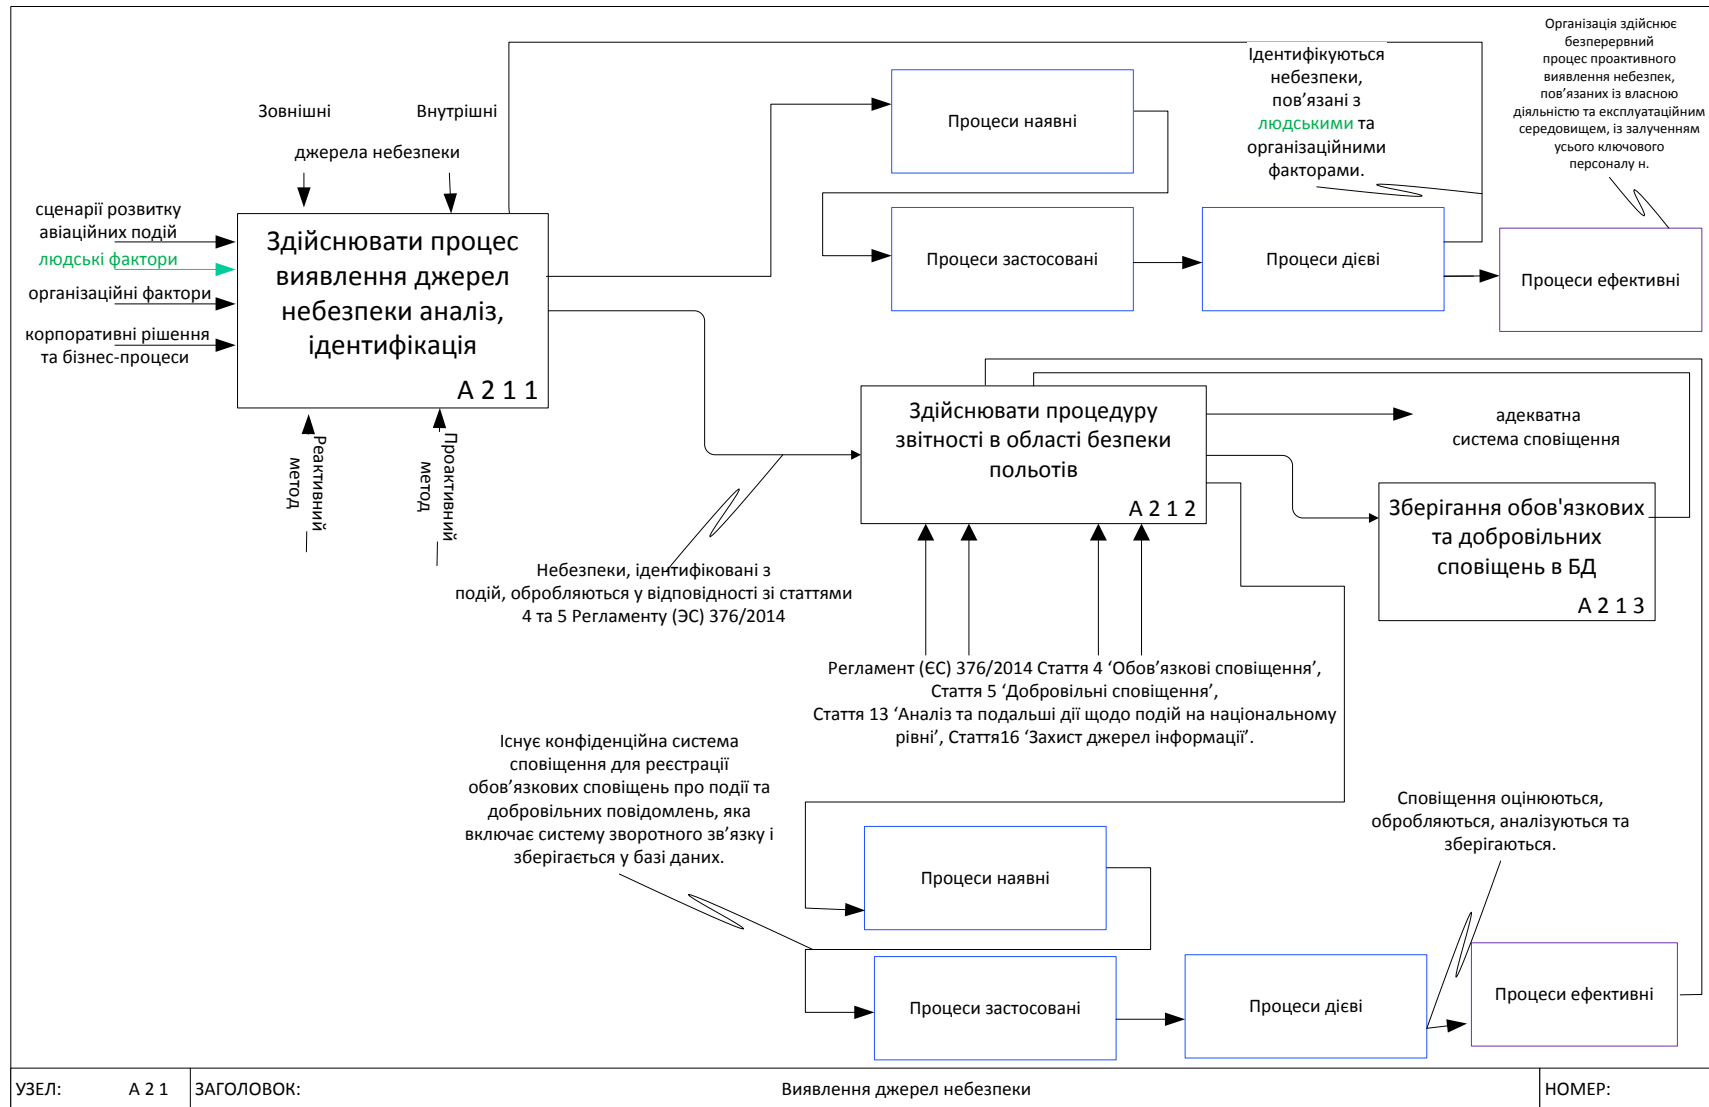 Організація здійснює
безперервний
процес проактивного
виявлення небезпек,
пов’язаних із власною
діяльністю та експлуатаційним
середовищем, із залученням
усього ключового
персоналу н.
Ідентифікуються
небезпеки,
пов’язані з
людськими та
організаційними
факторами.
Зовнішні
Внутрішні
джерела небезпеки
Процеси наявні
сценарії розвитку
авіаційних подій
людські фактори
організаційні фактори
корпоративні рішення
та бізнес-процеси
Здійснювати процес
виявлення джерел
небезпеки аналіз,
ідентифікація
А 2 1 1
Процеси застосовані
Процеси дієві
Процеси ефективні
Реактивний
метод
Проактивний
метод
Здійснювати процедуру
звітності в області безпеки
польотів
А 2 1 2
адекватна
система сповіщення
Зберігання обов'язкових
та добровільних
сповіщень в БД
А 2 1 3
Небезпеки, ідентифіковані з
подій, обробляються у відповідності зі статтями
4 та 5 Регламенту (ЭС) 376/2014
Регламент (ЄС) 376/2014 Стаття 4 ‘Обов’язкові сповіщення’,
Стаття 5 ‘Добровільні сповіщення’,
Стаття 13 ‘Аналіз та подальші дії щодо подій на національному
рівні’, Стаття16 ‘Захист джерел інформації’.
Існує конфіденційна система
сповіщення для реєстрації
обов’язкових сповіщень про події та
добровільних повідомлень, яка
включає систему зворотного зв’язку і
зберігається у базі даних.
Сповіщення оцінюються,
обробляються, аналізуються та
зберігаються.
Процеси наявні
Процеси застосовані
Процеси дієві
Процеси ефективні
УЗЕЛ: А 2 1 ЗАГОЛОВОК: Виявлення джерел небезпеки НОМЕР: